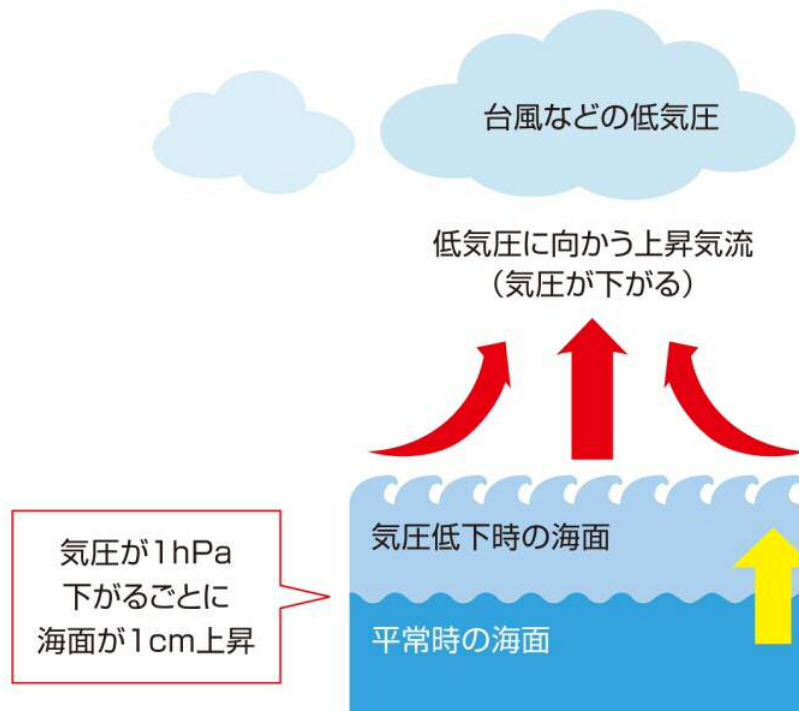 台風などの低気圧
低気圧に向かう上昇気流
（気圧が下がる）
気圧低下時の海面
気圧が1hPa
下がるごとに
海面が1cm上昇
平常時の海面